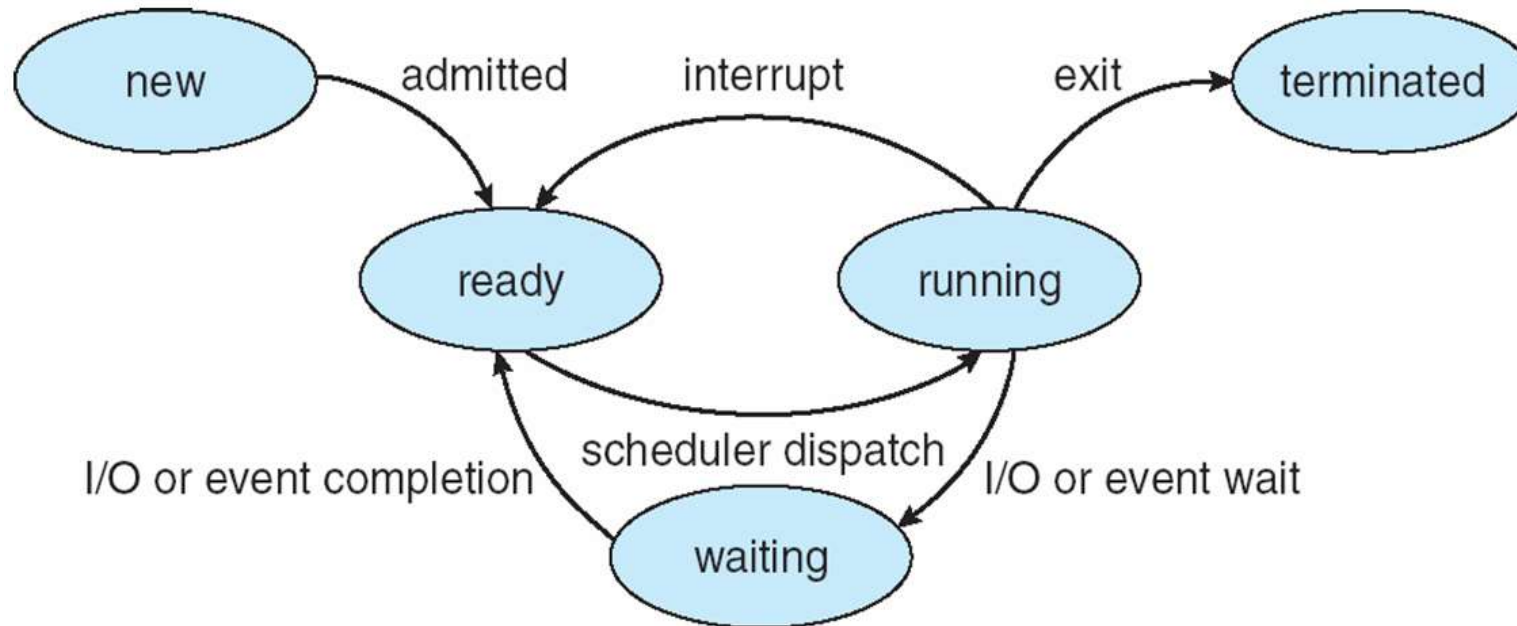 new
admitted
interrupt
exit
terminated
ready
running
scheduler dispatch
I/O or event completion
I/O or event wait
waiting